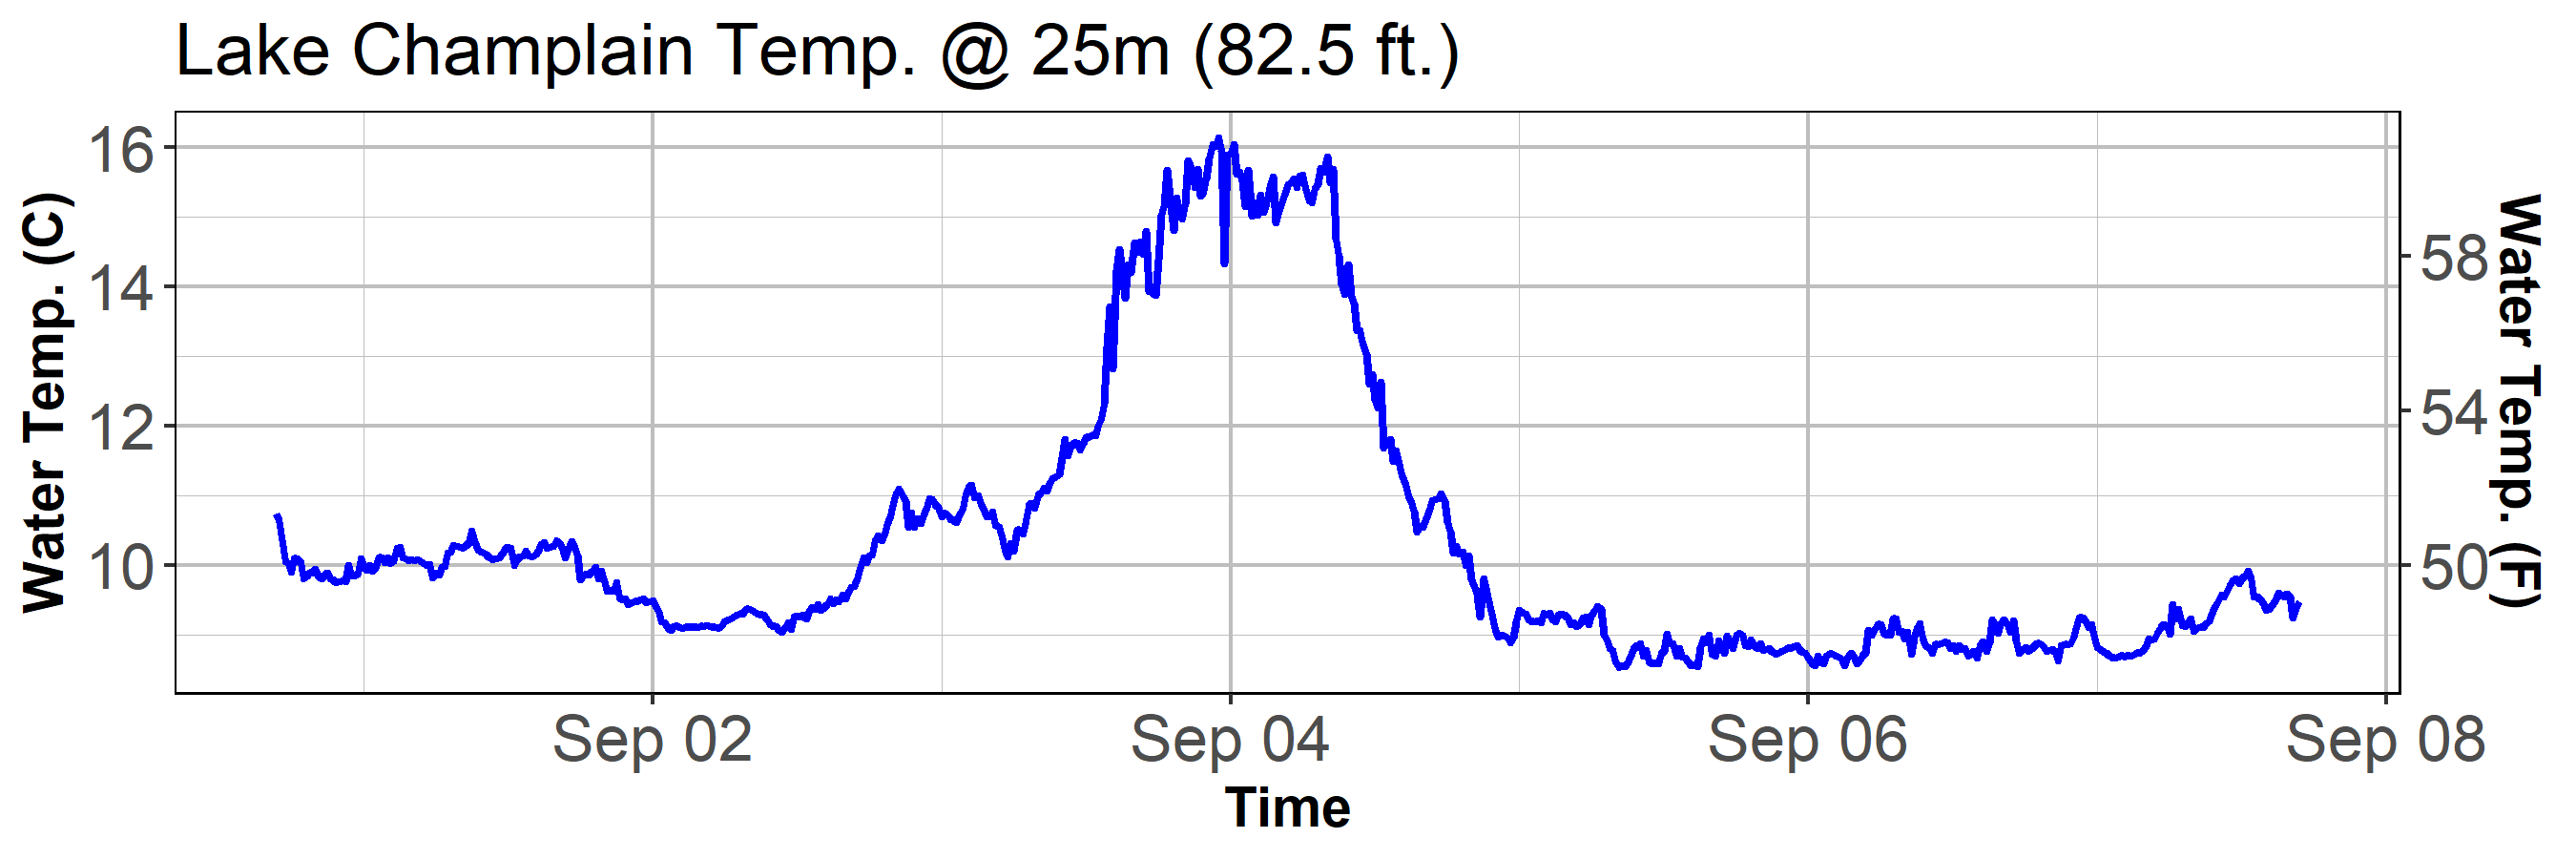 Lake Champlain Temp. @ 25m (82.5 ft.)
Water Temp. (C)
16
14
12
10
58
54
50
Water Temp. (F)
Sep 02
Sep 04
Sep 06
Sep 08
Time